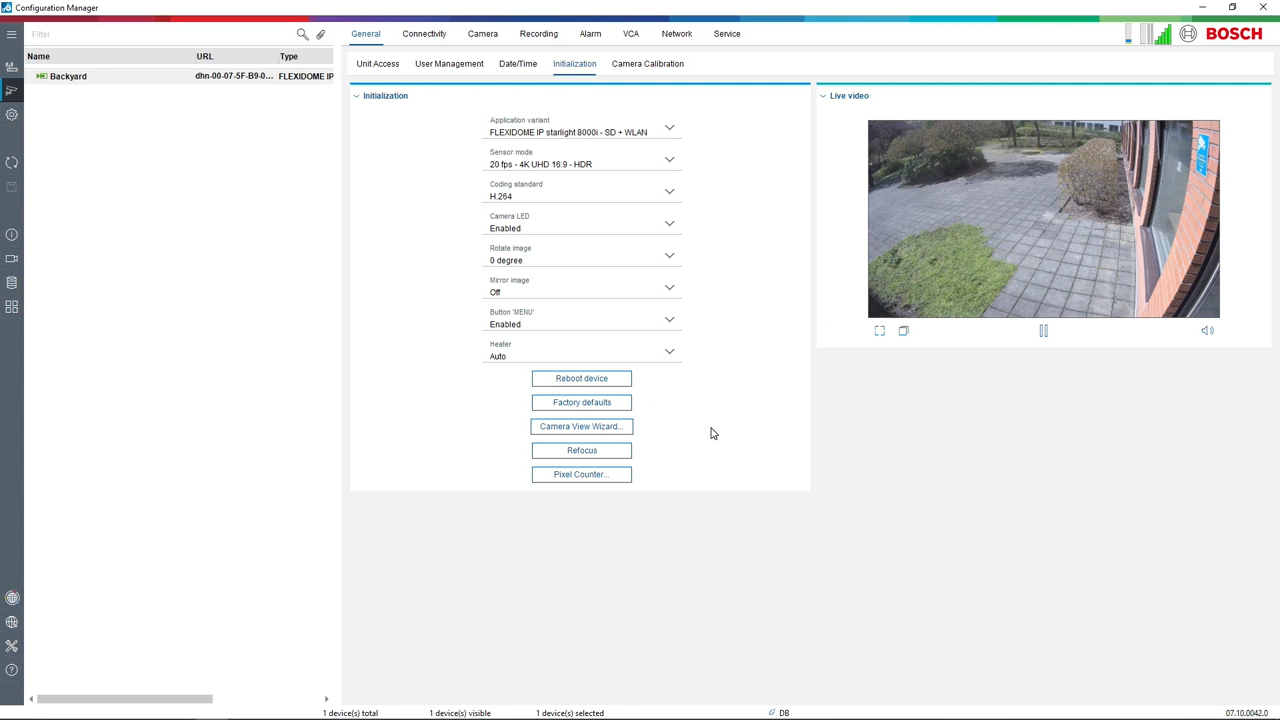 Configuration Manager
Filter
General Connectivity Camera Recording Alarm VCA Network Service
BOSCH
Name URL Type
Backyard dhn-00-07-5F-B9-0... FLEXIDOME IP
Unit Access User Management Date/Time Initialization Camera Calibration
Initialization
Live video
Application variant
FLEXIDOME IP starlight 8000i - SD + WLAN
Sensor mode
20 fps - 4K UHD 16:9 - HDR
Coding standard
H.264
Camera LED
Enabled
Rotate image
0 degree
Mirror image
Off
Button 'MENU'
Enabled
Heater
Auto
Reboot device
Factory defaults
Camera View Wizard...
Refocus
Pixel Counter...
1 device(s) total 1 device(s) visible 1 device(s) selected DB 07.10.0042.0